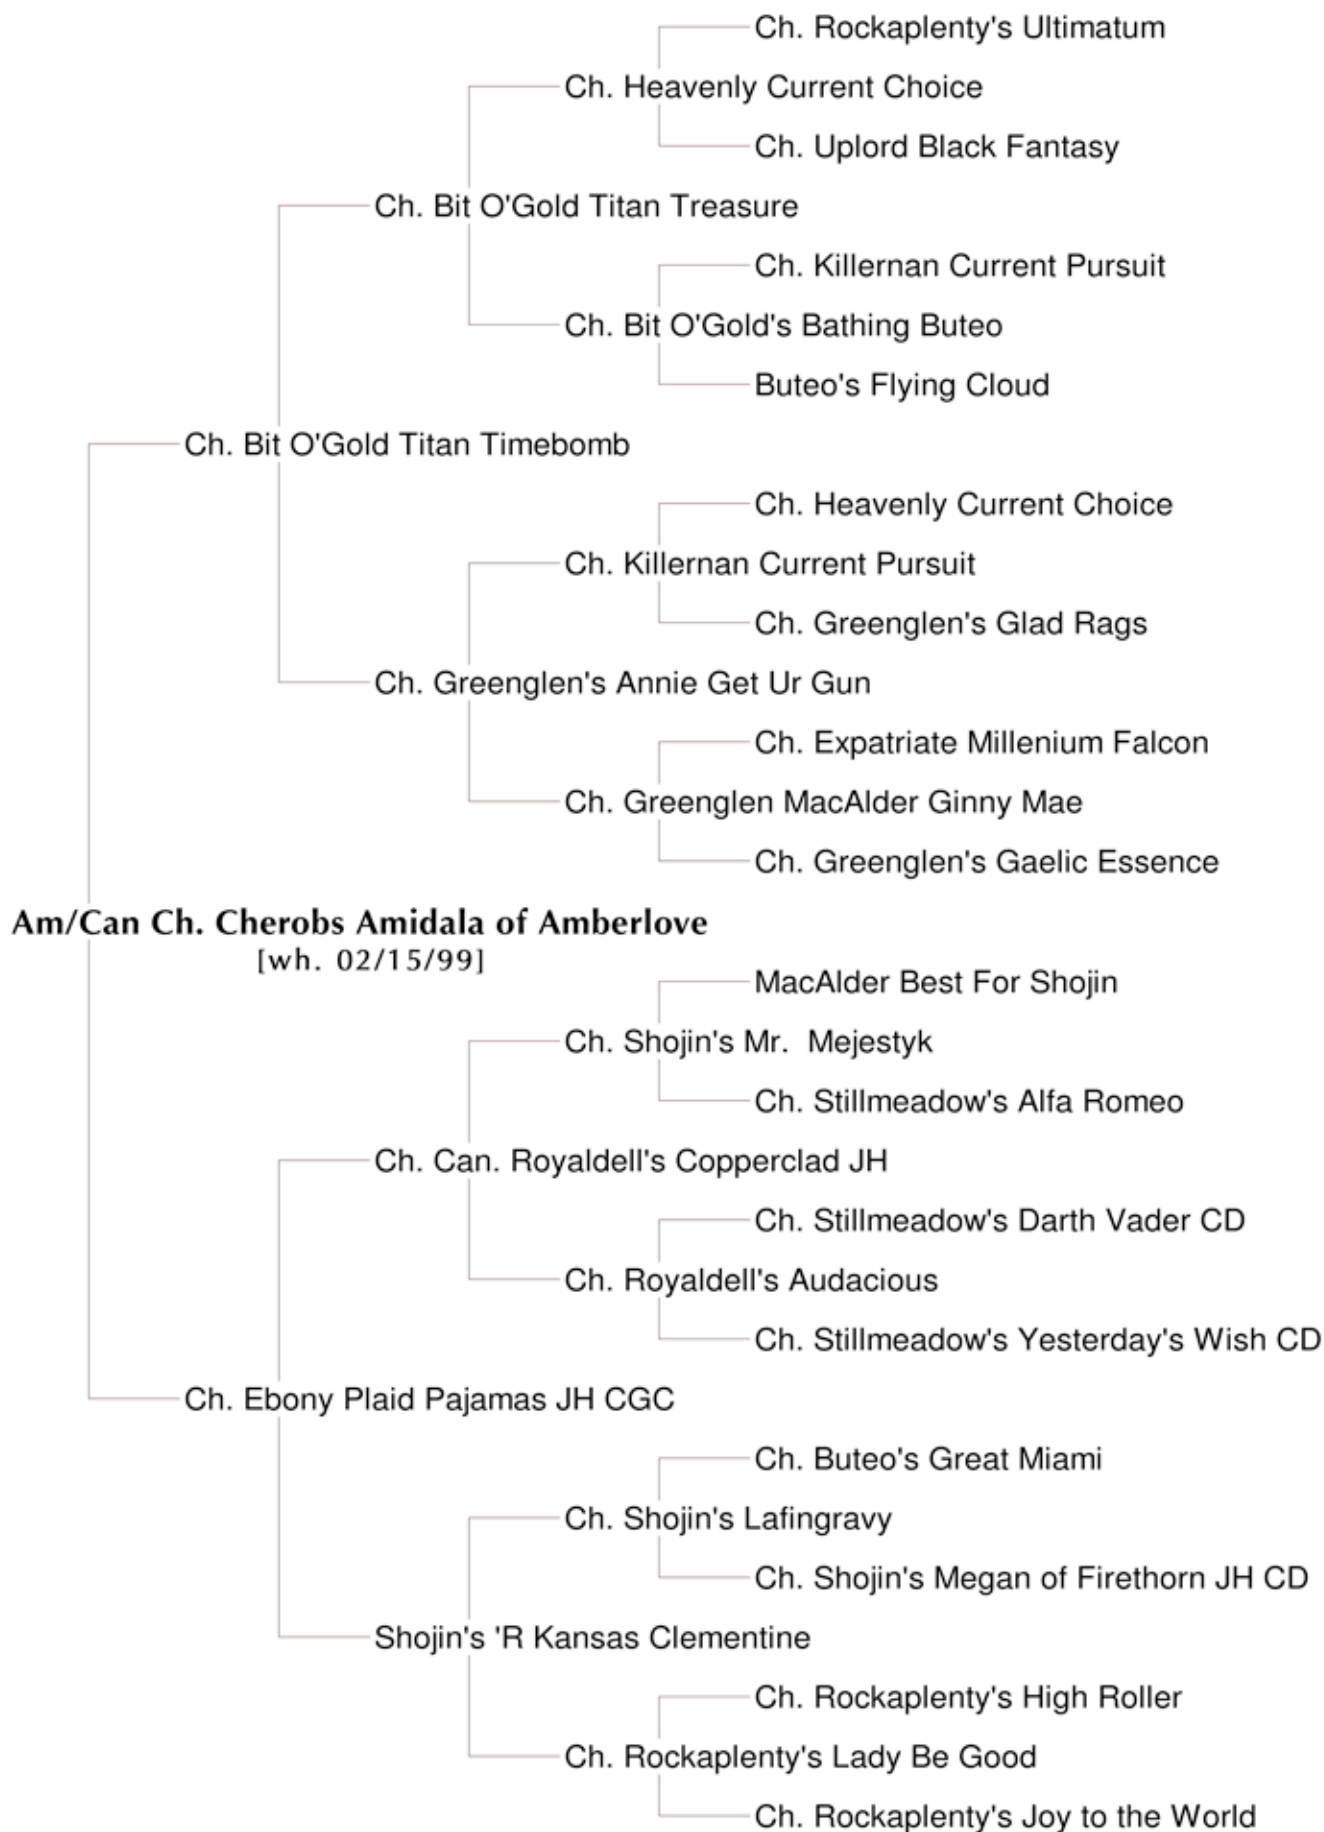 Ch. Rockaplenty's Ultimatum
Ch. Heavenly Current Choice
Ch. Uplord Black Fantasy
Ch. Bit O'Gold Titan Treasure
Ch. Killernan Current Pursuit
Ch. Bit O'Gold's Bathing Buteo
Buteo's Flying Cloud
Ch. Bit O'Gold Titan Timebomb
Ch. Heavenly Current Choice
Ch. Killernan Current Pursuit
Ch. Greenglen's Glad Rags
Ch. Greenglen's Annie Get Ur Gun
Ch. Expatriate Millenium Falcon
Ch. Greenglen MacAlder Ginny Mae
Ch. Greenglen's Gaelic Essence
Am/Can Ch. Cherobs Amidala of Amberlove
[wh. 02/15/99]
MacAlder Best For Shojin
Ch. Shojin's Mr. Mejestyk
Ch. Stillmeadow's Alfa Romeo
Ch. Can. Royaldell's Copperclad JH
Ch. Stillmeadow's Darth Vader CD
Ch. Royaldell's Audacious
Ch. Stillmeadow's Yesterday's Wish CD
Ch. Ebony Plaid Pajamas JH CGC
Ch. Buteo's Great Miami
Ch. Shojin's Lafingravy
Ch. Shojin's Megan of Firethorn JH CD
Shojin's 'R Kansas Clementine
Ch. Rockaplenty's High Roller
Ch. Rockaplenty's Lady Be Good
Ch. Rockaplenty's Joy to the World